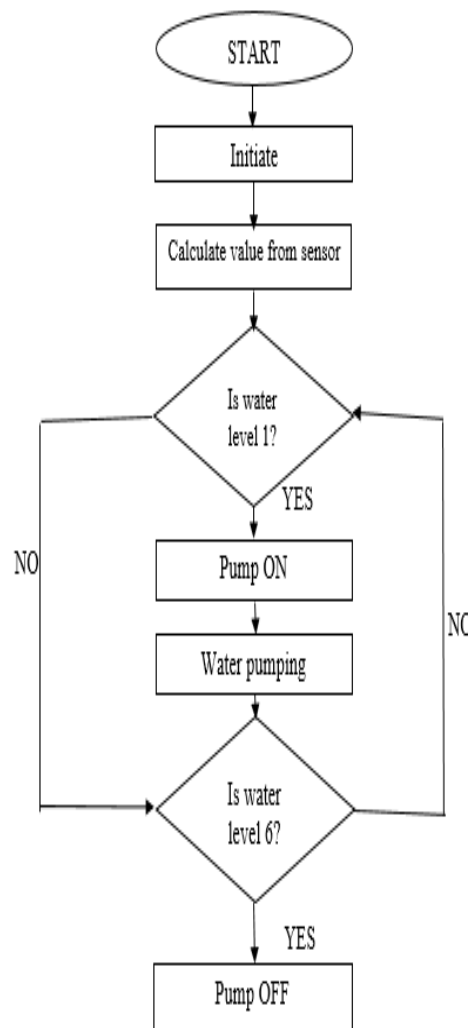 START
Initiate
Calculate value from sensor
Is water
level 1?
YES
NO
Pump ON
NO
Water pumping
Is water
level 6?
YES
Pump OFF